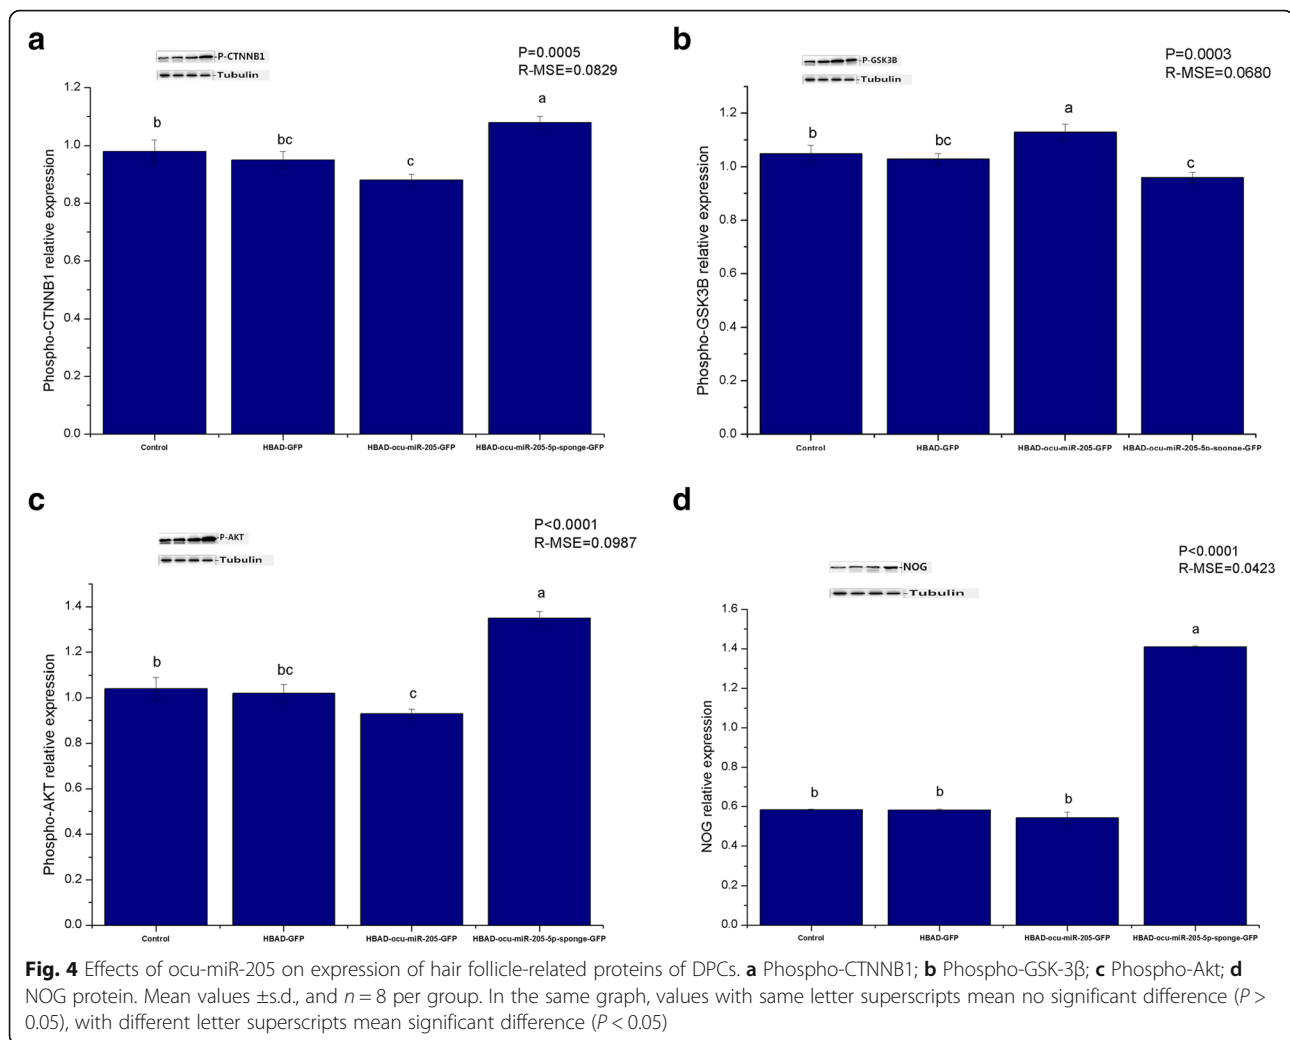 a
P-CTNNB1
Tubulin
P=0.0005
R-MSE=0.0829
Phospho-CTNNB1 relative expression
1.2
1.0
0.8
0.6
0.4
0.2
0.0
b
bc
c
a
Control
HBAD-GFP
HBAD-ocu-miR-205-GFP
HBAD-ocu-miR-205-5p-sponge-GFP
b
P-GSK3B
Tubulin
P=0.0003
R-MSE=0.0680
Phospho-GSK3B relative expression
1.2
1.0
0.8
0.6
0.4
0.2
0.0
b
bc
a
c
Control
HBAD-GFP
HBAD-ocu-miR-205-GFP
HBAD-ocu-miR-205-5p-sponge-GFP
c
P-AKT
Tubulin
P<0.0001
R-MSE=0.0987
Phospho-AKT relative expression
1.4
1.2
1.0
0.8
0.6
0.4
0.2
0.0
b
bc
c
a
Control
HBAD-GFP
HBAD-ocu-miR-205-GFP
HBAD-ocu-miR-205-5p-sponge-GFP
d
NOG
Tubulin
P<0.0001
R-MSE=0.0423
NOG relative expression
1.6
1.4
1.2
1.0
0.8
0.6
0.4
0.2
0.0
b
b
b
a
Control
HBAD-GFP
HBAD-ocu-miR-205-GFP
HBAD-ocu-miR-205-5p-sponge-GFP
Fig. 4 Effects of ocu-miR-205 on expression of hair follicle-related proteins of DPCs. a Phospho-CTNNB1; b Phospho-GSK-3β; c Phospho-Akt; d
NOG protein. Mean values ±s.d., and n = 8 per group. In the same graph, values with same letter superscripts mean no significant difference (P >
0.05), with different letter superscripts mean significant difference (P < 0.05)